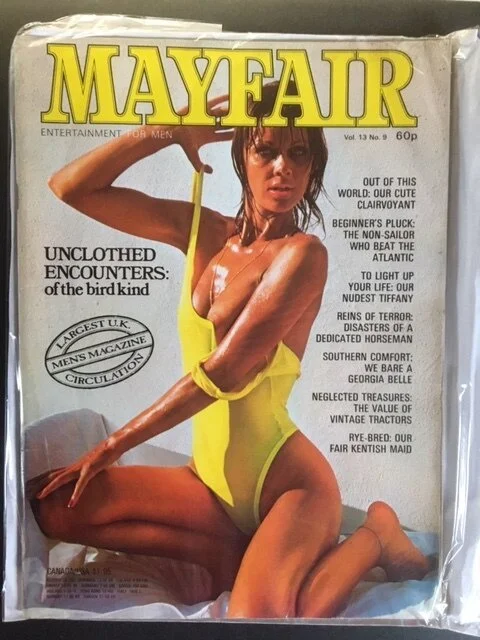 MAYFAIR
ENTERTAINMENT FOR MEN
Vol. 13 No. 9 60p
OUT OF THIS
WORLD: OUR CUTE
CLAIRVOYANT
BEGINNER'S PLUCK:
THE NON-SAILOR
WHO BEAT THE
ATLANTIC
TO LIGHT UP
YOUR LIFE: OUR
NUDEST TIFFANY
REINS OF TERROR:
DISASTERS OF A
DEDICATED HORSEMAN
SOUTHERN COMFORT:
WE BARE A
GEORGIA BELLE
NEGLECTED TREASURES:
THE VALUE OF
VINTAGE TRACTORS
RYE-BRED: OUR
FAIR KENTISH MAID
UNCLOTHED
ENCOUNTERS:
of the bird kind
LARGEST U.K.
MEN'S MAGAZINE
CIRCULATION